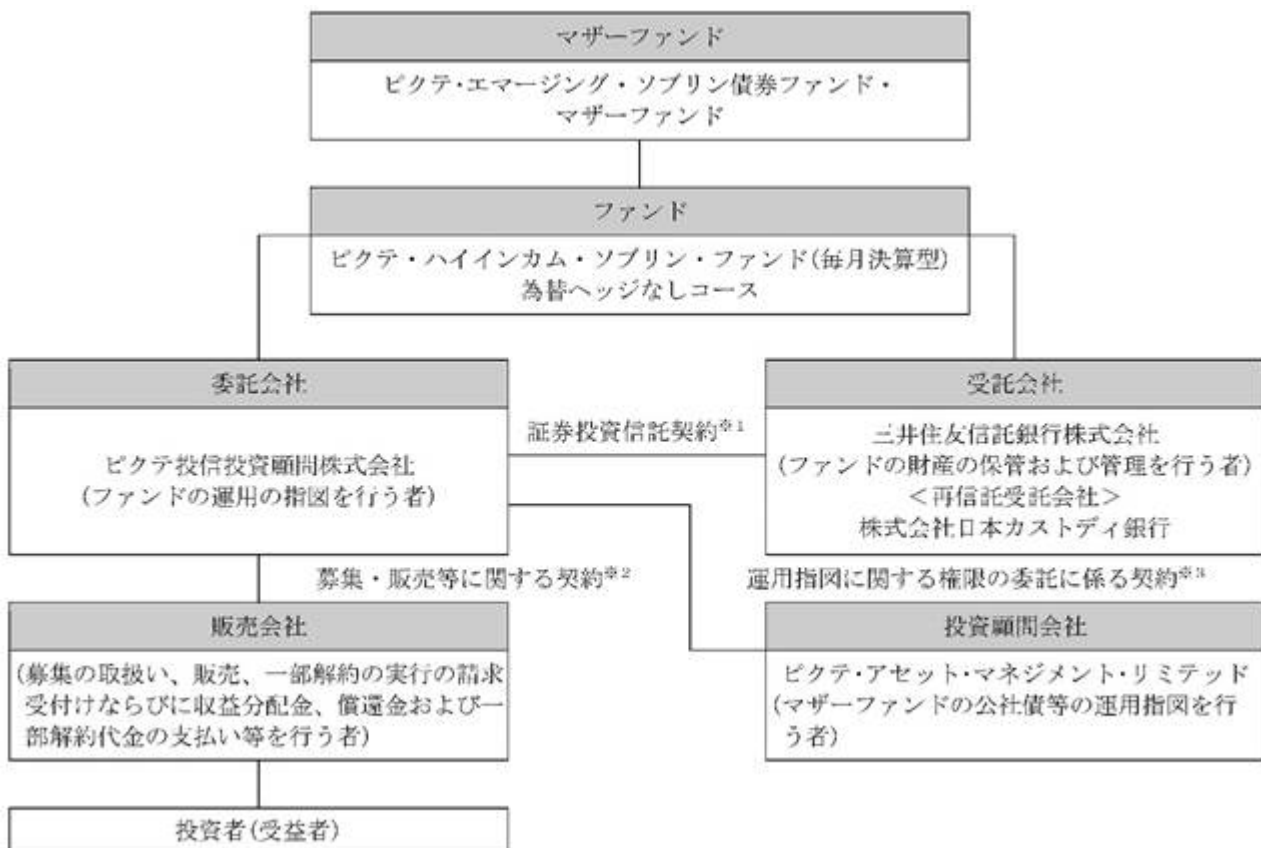 マザーファンド
ピクテ・エマージング・ソブリン債券ファンド・
マザーファンド
ファンド
ピクテ・ハイインカム・ソブリン・ファンド(毎月決算型)
為替ヘッジなしコース
委託会社
ピクテ投信投資顧問株式会社
(ファンドの運用の指図を行う者)
証券投資信託契約※1
受託会社
三井住友信託銀行株式会社
(ファンドの財産の保管および管理を行う者)
<再信託受託会社>
株式会社日本カストディ銀行
募集・販売等に関する契約※2
運用指図に関する権限の委託に係る契約※3
販売会社
(募集の取扱い、販売、一部解約の実行の請求
受付けならびに収益分配金、償還金および一
部解約代金の支払い等を行う者)
投資顧問会社
ピクテ・アセット・マネジメント・リミテッド
(マザーファンドの公社債等の運用指図を行
う者)
投資者(受益者)